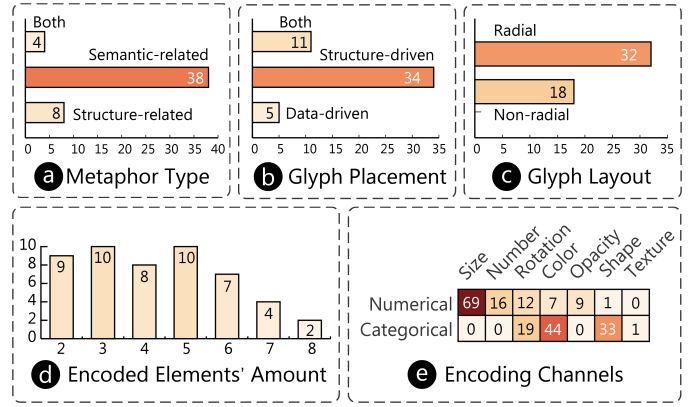 Both
4
Semantic-related
38
8 Structure-related
0 5 10 15 20 25 30 35 40
a Metaphor Type
Both
11
Structure-driven
34
5 Data-driven
0 5 10 15 20 25 30 35
b Glyph Placement
Radial
32
18
Non-radial
0 5 10 15 20 25 30 35
c Glyph Layout
10
8
6
4
2
0
9 10 8 10 7 4 2
2 3 4 5 6 7 8
d Encoded Elements' Amount
Size Number Rotation Color Opacity Shape Texture
Numerical 69 16 12 7 9 1 0
Categorical 0 0 19 44 0 33 1
e Encoding Channels